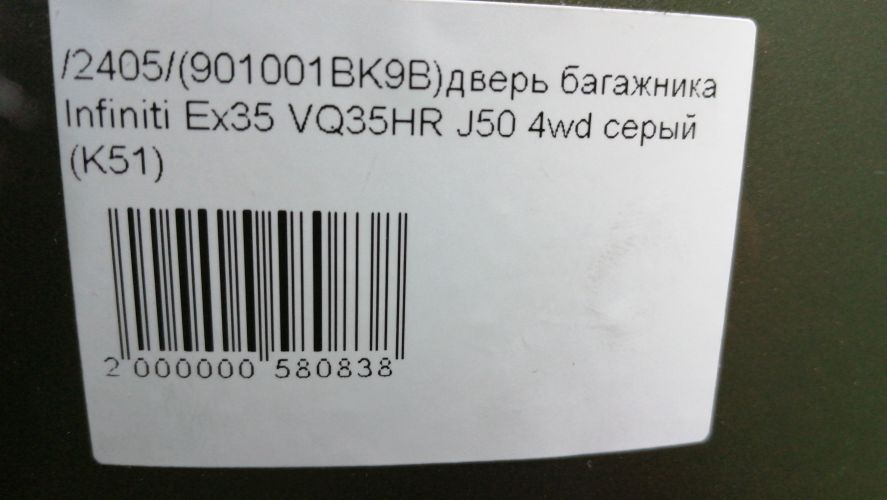 /2405/(901001BK9B)дверь багажника
Infiniti Ex35 VQ35HR J50 4wd серый
(K51)
2 000000 580838